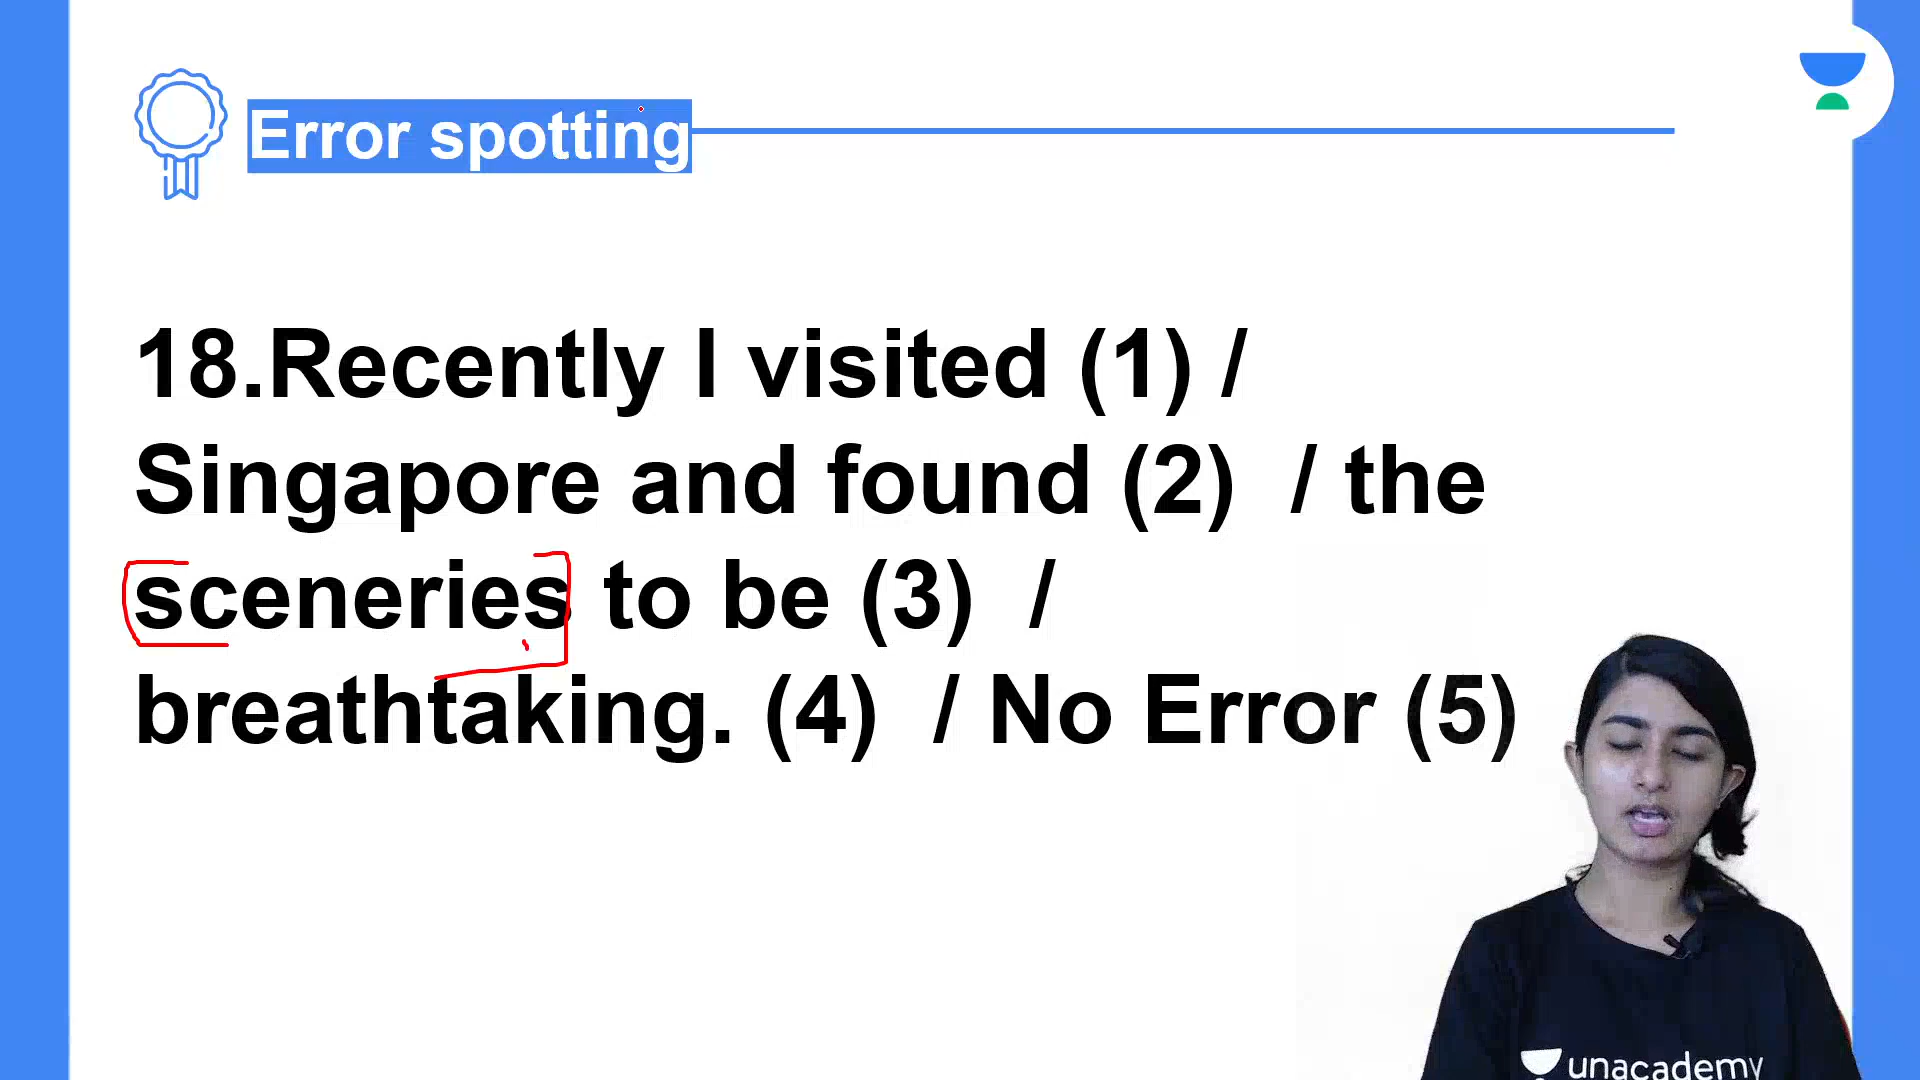 Error spotting
18.Recently I visited (1) /
Singapore and found (2) / the
sceneries to be (3) /
breathtaking. (4) / No Error (5)
unacademy